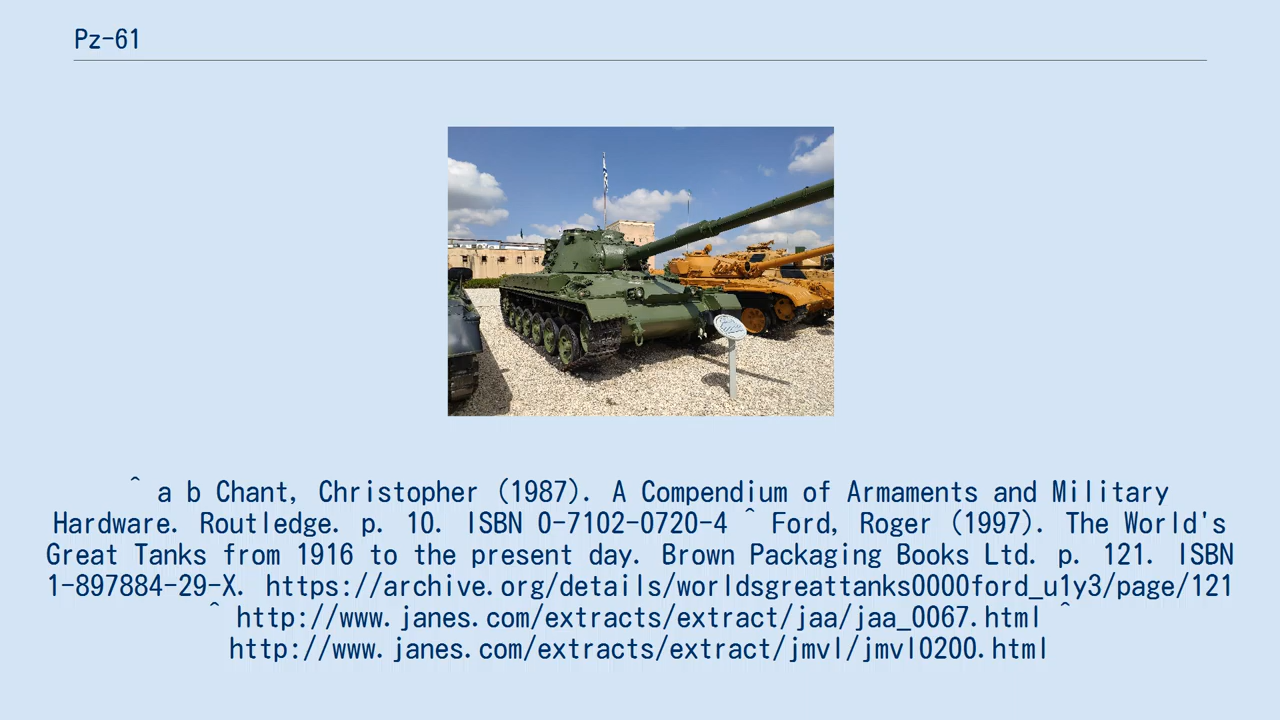 Pz-61
^ a b Chant, Christopher (1987). A Compendium of Armaments and Military
Hardware. Routledge. p. 10. ISBN 0-7102-0720-4 ^ Ford, Roger (1997). The World's
Great Tanks from 1916 to the present day. Brown Packaging Books Ltd. p. 121. ISBN
1-897884-29-X. https://archive.org/details/worldsgreattanks0000ford_u1y3/page/121
^ http://www.janes.com/extracts/extract/jaa/jaa_0067.html ^
http://www.janes.com/extracts/extract/jmvl/jmvl0200.html